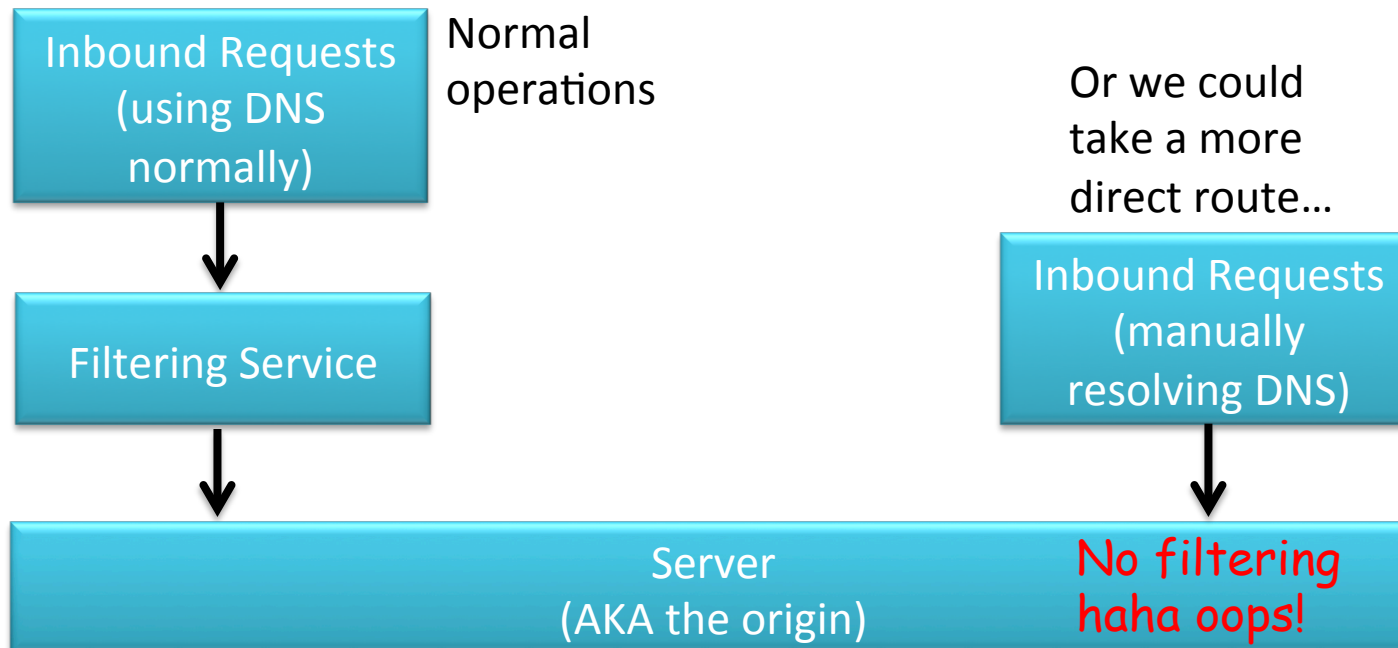 Inbound Requests
(using DNS
normally)
Normal
operations
Filtering Service
Or we could
take a more
direct route…
Inbound Requests
(manually
resolving DNS)
Server
(AKA the origin)
No filtering
haha oops!